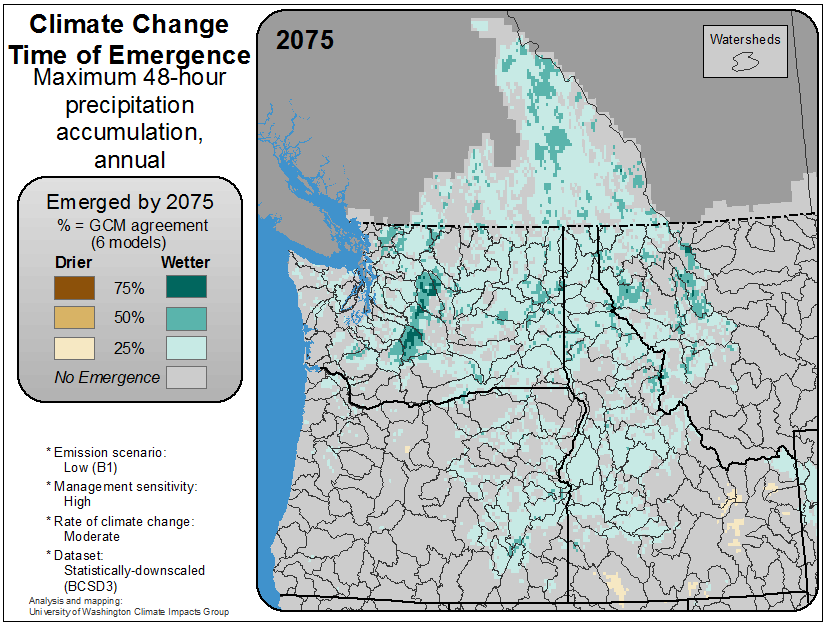 Climate Change
Time of Emergence
Maximum 48-hour
precipitation
accumulation,
annual
Emerged by 2075
% = GCM agreement
(6 models)
Drier Wetter
75%
50%
25%
No Emergence
* Emission scenario:
Low (B1)
* Management sensitivity:
High
* Rate of climate change:
Moderate
* Dataset:
Statistically-downscaled
(BCSD3)
Analysis and mapping:
University of Washington Climate Impacts Group
2075
Watersheds